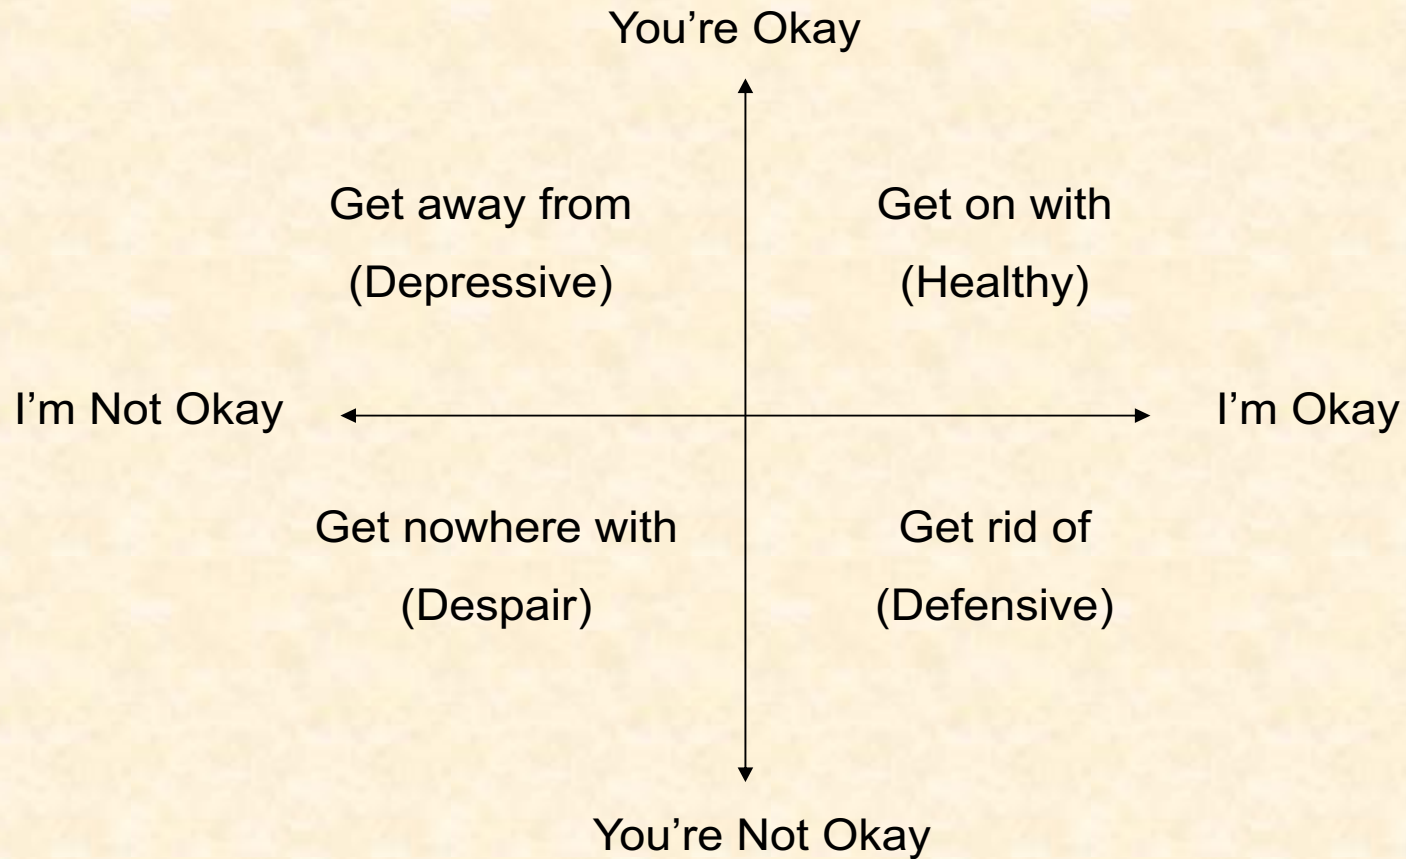 You’re Okay
Get away from
(Depressive)
Get on with
(Healthy)
I’m Not Okay
I’m Okay
Get nowhere with
(Despair)
Get rid of
(Defensive)
You’re Not Okay